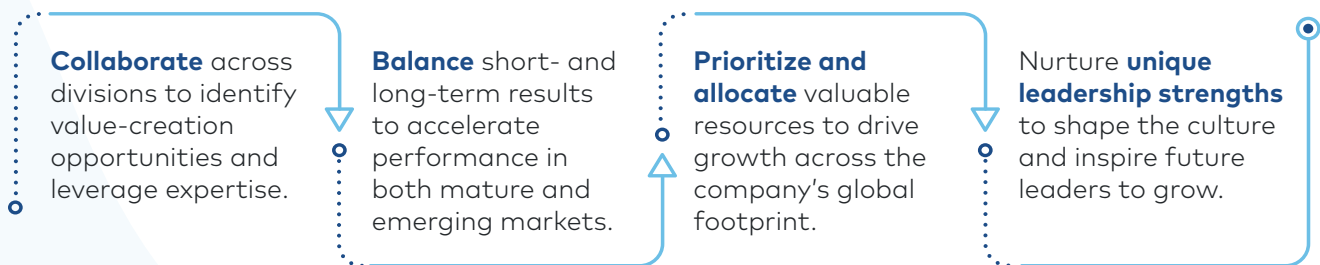 Collaborate across
divisions to identify
value-creation
opportunities and
leverage expertise.
Balance short- and
long-term results
to accelerate
performance in
both mature and
emerging markets.
Prioritize and
allocate valuable
resources to drive
growth across the
company’s global
footprint.
Nurture unique
leadership strengths
to shape the culture
and inspire future
leaders to grow.